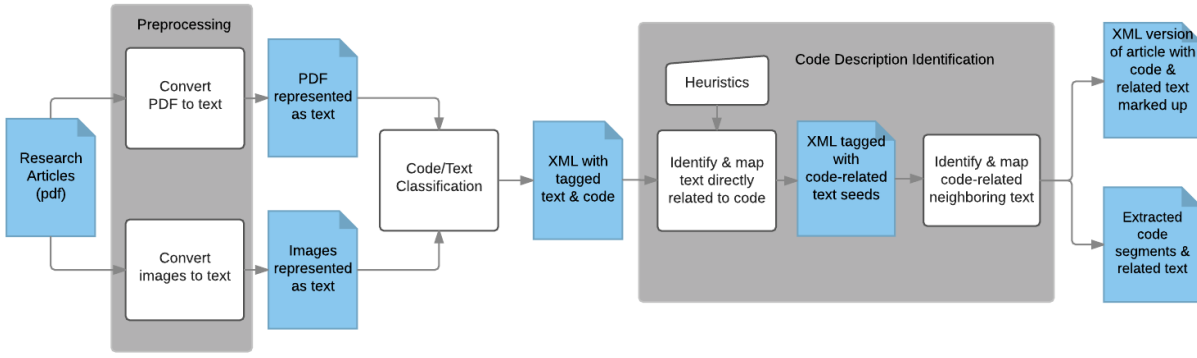 Preprocessing
Research
Articles
(pdf)
Convert
PDF to text
PDF
represented
as text
Convert
images to text
Images
represented
as text
Code/Text
Classification
XML with
tagged
text & code
Code Description Identification
Heuristics
Identify & map
text directly
related to code
XML tagged
with
code-related
text seeds
Identify & map
code-related
neighboring text
XML version
of article with
code &
related text
marked up
Extracted
code
segments &
related text